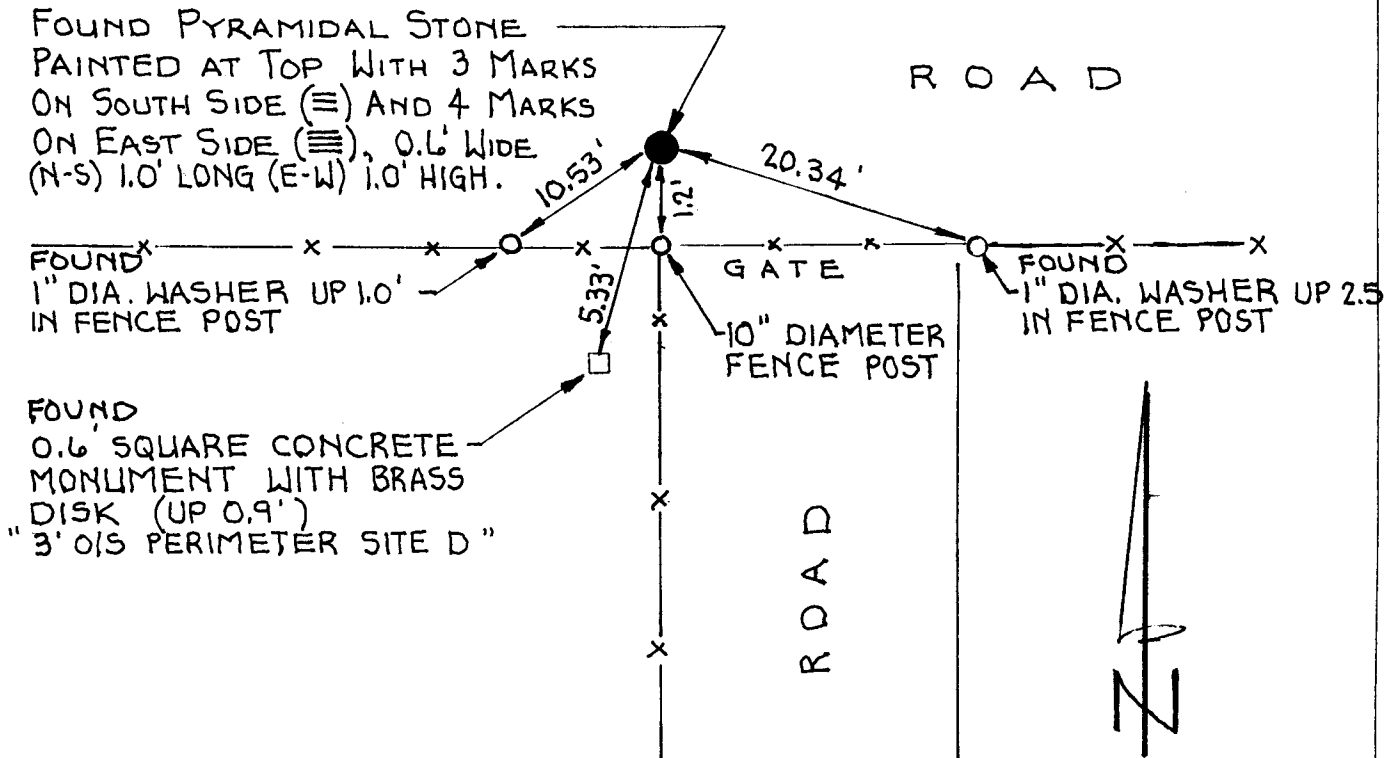 FOUND PYRAMIDAL STONE
PAINTED AT TOP WITH 3 MARKS
ON SOUTH SIDE (≡) AND 4 MARKS
ON EAST SIDE (≣), 0.6' WIDE
(N-S) 1.0' LONG (E-W) 1.0' HIGH.
ROAD
10.53'
1.2'
20.34'
5.33'
FOUND
1" DIA. WASHER UP 1.0'
IN FENCE POST
GATE
FOUND
1" DIA. WASHER UP 2.5
IN FENCE POST
10" DIAMETER
FENCE POST
FOUND
0.6' SQUARE CONCRETE
MONUMENT WITH BRASS
DISK (UP 0.9')
"3' O/S PERIMETER SITE D"
ROAD
N